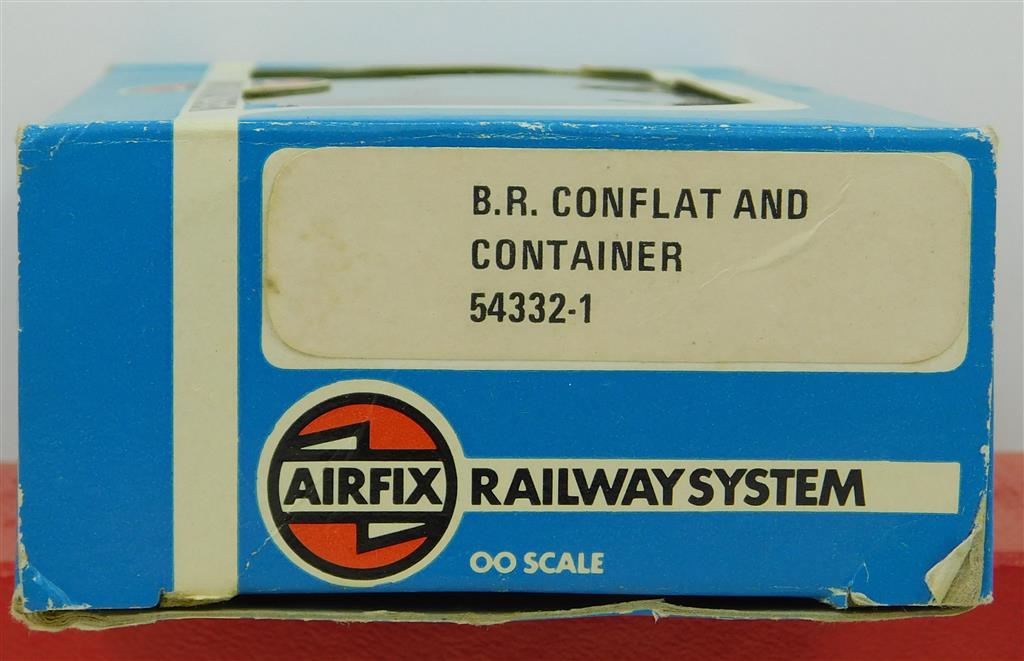 B.R. CONFLAT AND
CONTAINER
54332-1
AIRFIX RAILWAY SYSTEM
OO SCALE